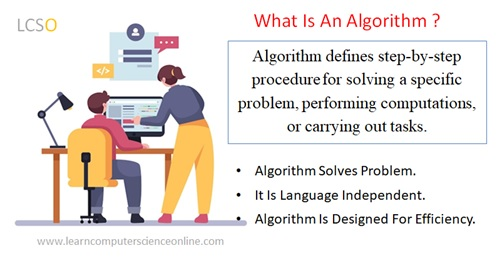 LCSO
What Is An Algorithm ?
Algorithm defines step-by-step
procedure for solving a specific
problem, performing computations,
or carrying out tasks.
</>
• Algorithm Solves Problem.
• It Is Language Independent.
• Algorithm Is Designed For Efficiency.
www.learncomputerscienceonline.com